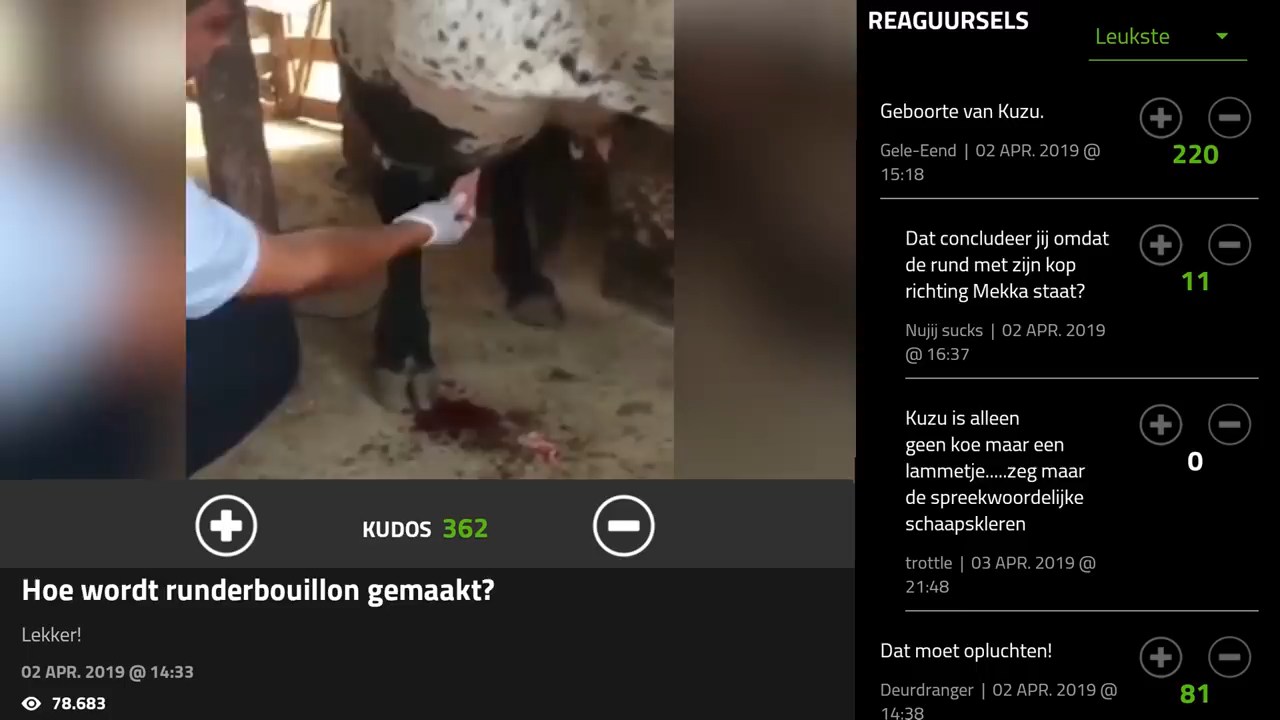 KUDOS 362
Hoe wordt runderbouillon gemaakt?
Lekker!
02 APR. 2019 @ 14:33
78.683
REAGUURSELS
Leukste
Geboorte van Kuzu.
Gele-Eend | 02 APR. 2019 @
15:18
220
Dat concludeer jij omdat
de rund met zijn kop
richting Mekka staat?
Nujij sucks | 02 APR. 2019
@ 16:37
11
Kuzu is alleen
geen koe maar een
lammetje.....zeg maar
de spreekwoordelijke
schaapskleren
trottle | 03 APR. 2019 @
21:48
0
Dat moet opluchten!
Deurdranger | 02 APR. 2019 @
14:38
81